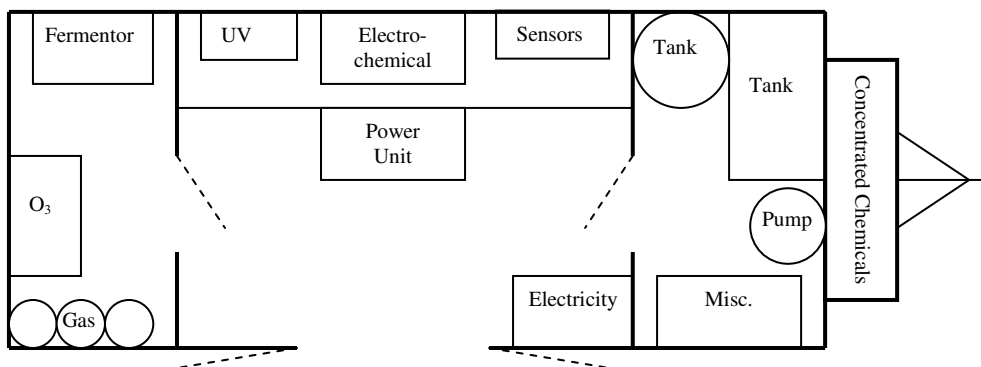 Fermentor
UV
Electro-
chemical
Sensors
Tank
Tank
Power
Unit
O₃
Pump
Concentrated Chemicals
Gas
Electricity
Misc.